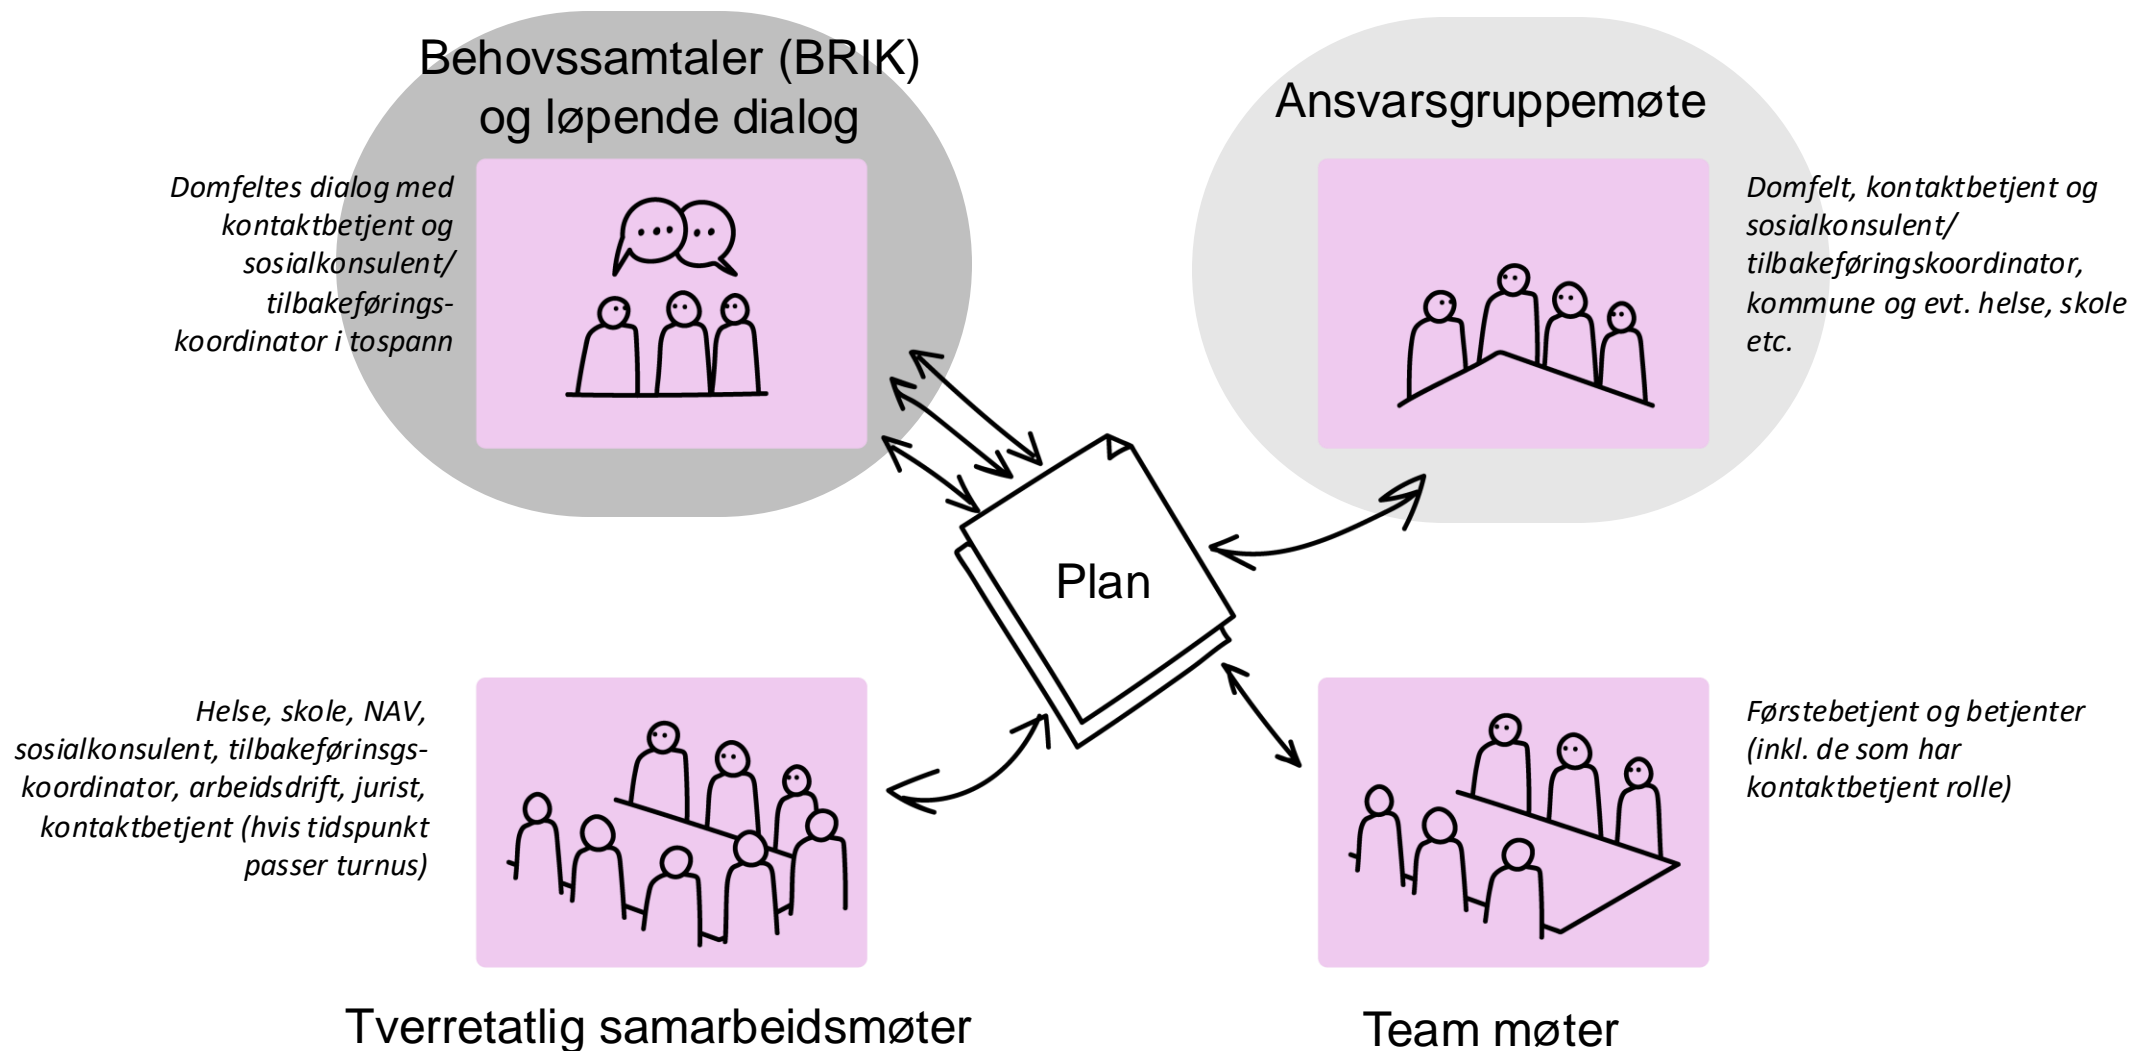 Behovssamtaler (BRIK)
og løpende dialog
Domfeltes dialog med
kontaktbetjent og
sosialkonsulent/
tilbakeførings-
koordinator i tospann
Ansvarsgruppemøte
Domfelt, kontaktbetjent og
sosialkonsulent/
tilbakeføringskoordinator,
kommune og evt. helse, skole
etc.
Plan
Helse, skole, NAV,
sosialkonsulent, tilbakeførinsgs-
koordinator, arbeidsdrift, jurist,
kontaktbetjent (hvis tidspunkt
passer turnus)
Tverretatlig samarbeidsmøter
Førstebetjent og betjenter
(inkl. de som har
kontaktbetjent rolle)
Team møter